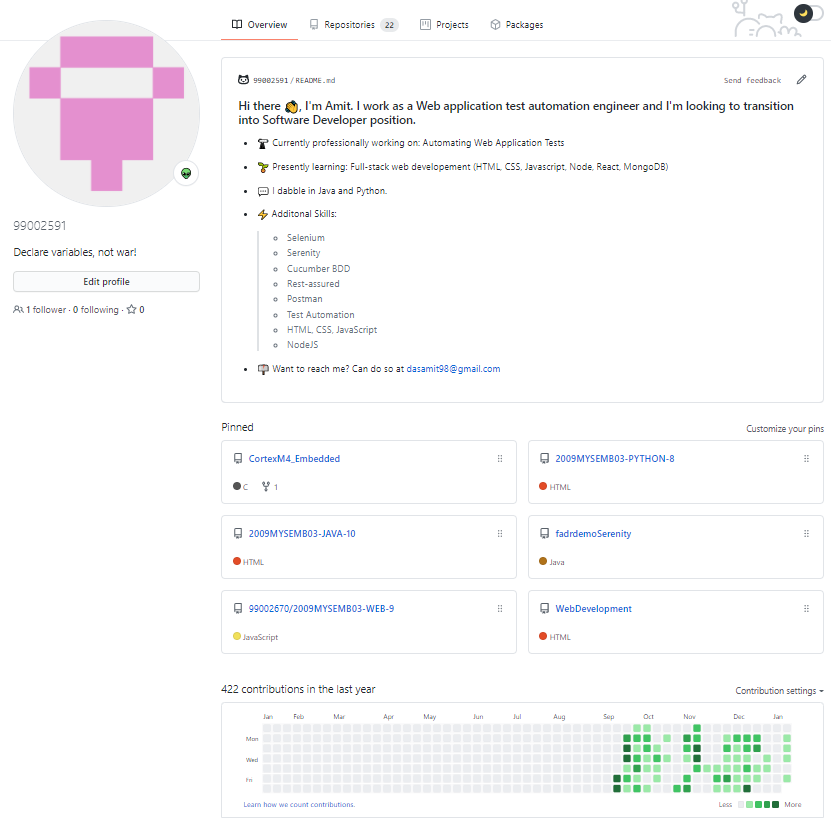 Overview
Repositories 22
Projects
Packages
99002591 / README.md
Send feedback
Hi there 👋, I'm Amit. I work as a Web application test automation engineer and I'm looking to transition
into Software Developer position.
Currently professionally working on: Automating Web Application Tests
Presently learning: Full-stack web developement (HTML, CSS, Javascript, Node, React, MongoDB)
I dabble in Java and Python.
⚡ Additonal Skills:
Selenium
Serenity
Cucumber BDD
Rest-assured
Postman
Test Automation
HTML, CSS, JavaScript
NodeJS
Want to reach me? Can do so at dasamit98@gmail.com
99002591
Declare variables, not war!
Edit profile
1 follower · 0 following · 0
Pinned
Customize your pins
CortexM4_Embedded
C 1
2009MYSEMB03-PYTHON-8
HTML
2009MYSEMB03-JAVA-10
HTML
fadrdemoSerenity
Java
99002670/2009MYSEMB03-WEB-9
JavaScript
WebDevelopment
HTML
422 contributions in the last year
Contribution settings
Jan Feb Mar Apr May Jun Jul Aug Sep Oct Nov Dec Jan
Mon
Wed
Fri
Learn how we count contributions.
Less More